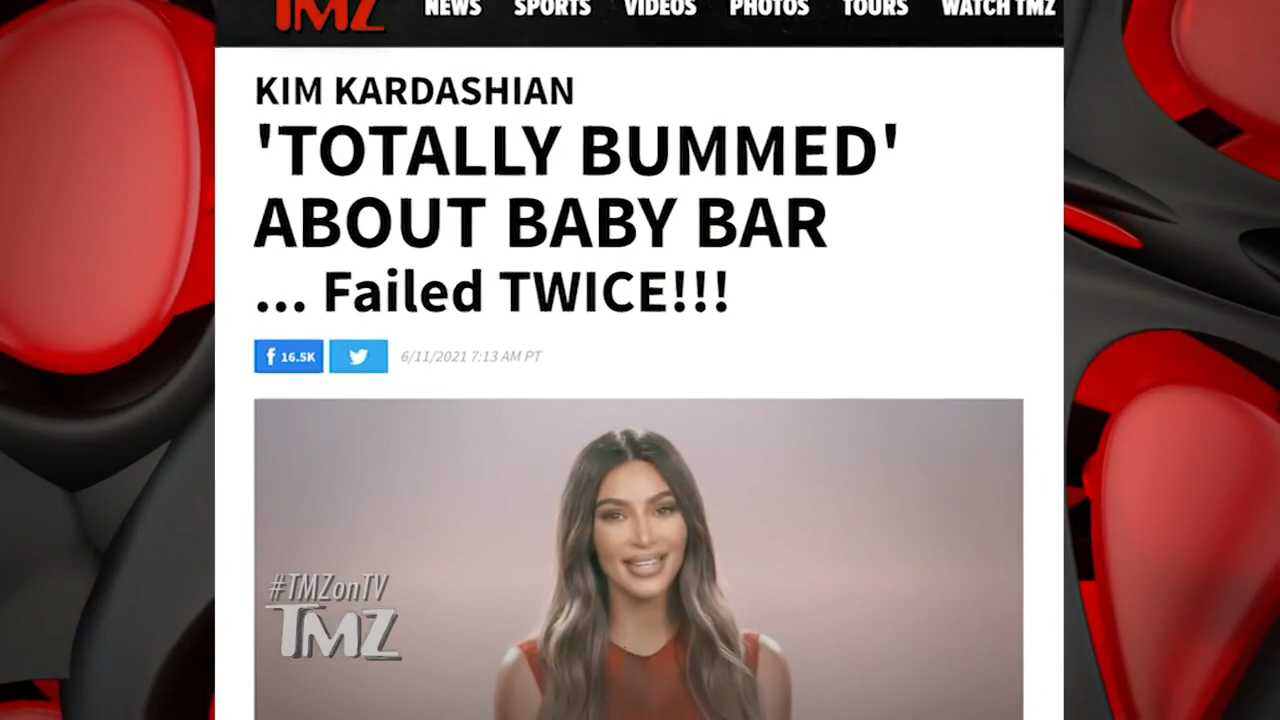 TMZ NEWS SPORTS VIDEOS PHOTOS TOURS WATCH TMZ
KIM KARDASHIAN
'TOTALLY BUMMED'
ABOUT BABY BAR
... Failed TWICE!!!
f 16.5K 6/11/2021 7:13 AM PT
#TMZonTV
TMZ